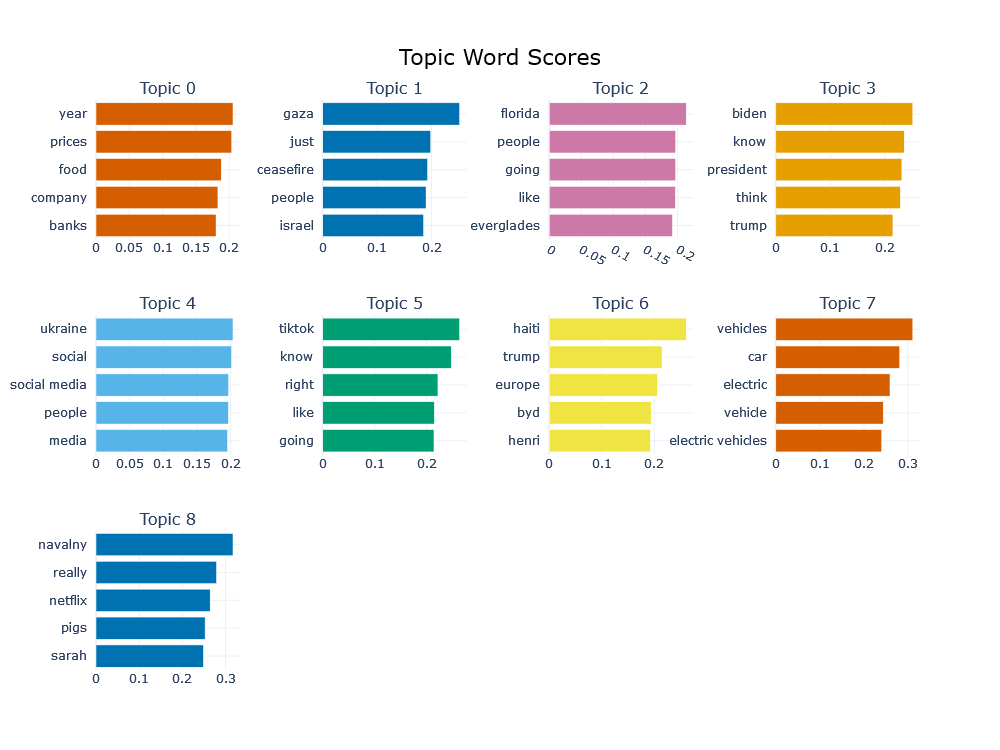 Topic Word Scores
Topic 0
year
prices
food
company
banks
0 0.05 0.1 0.15 0.2
Topic 1
gaza
just
ceasefire
people
israel
0 0.1 0.2
Topic 2
florida
people
going
like
everglades
0 0.05 0.1 0.15 0.2
Topic 3
biden
know
president
think
trump
0 0.1 0.2
Topic 4
ukraine
social
social media
people
media
0 0.05 0.1 0.15 0.2
Topic 5
tiktok
know
right
like
going
0 0.1 0.2
Topic 6
haiti
trump
europe
byd
henri
0 0.1 0.2
Topic 7
vehicles
car
electric
vehicle
electric vehicles
0 0.1 0.2 0.3
Topic 8
navalny
really
netflix
pigs
sarah
0 0.1 0.2 0.3